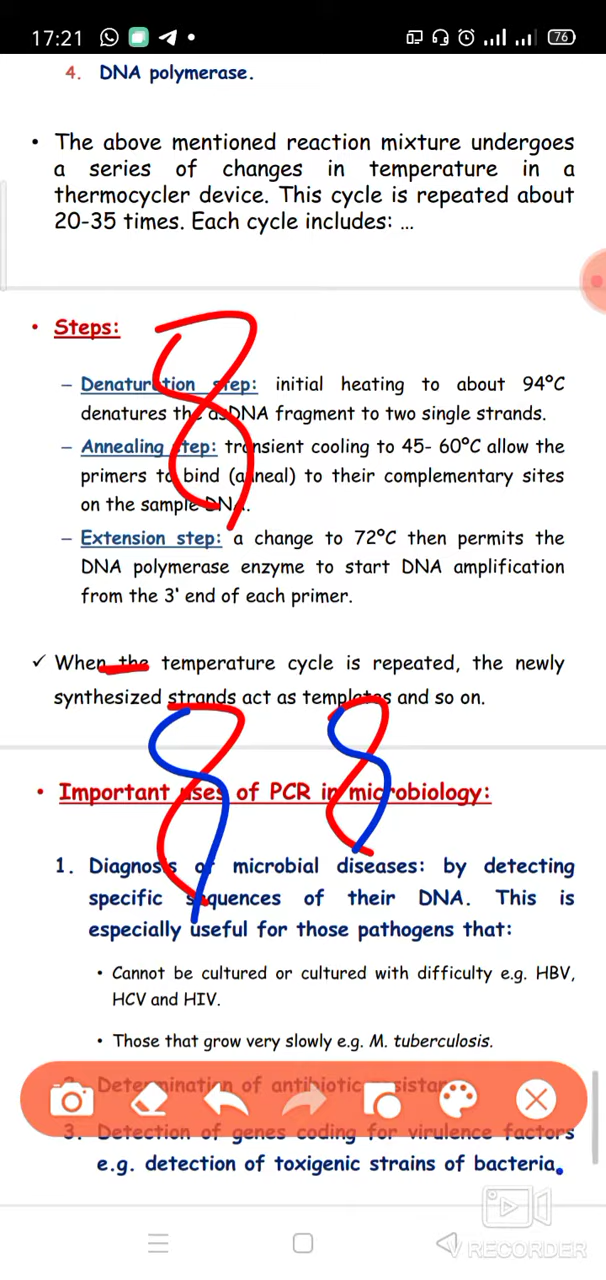 17:21
76
4. DNA polymerase.
• The above mentioned reaction mixture undergoes
a series of changes in temperature in a
thermocycler device. This cycle is repeated about
20-35 times. Each cycle includes: ...
• Steps:
– Denaturation step: initial heating to about 94°C
denatures the dsDNA fragment to two single strands.
– Annealing step: transient cooling to 45- 60°C allow the
primers to bind (anneal) to their complementary sites
on the sample DNA.
– Extension step: a change to 72°C then permits the
DNA polymerase enzyme to start DNA amplification
from the 3' end of each primer.
✓ When the temperature cycle is repeated, the newly
synthesized strands act as templates and so on.
• Important uses of PCR in microbiology:
1. Diagnosis of microbial diseases: by detecting
specific sequences of their DNA. This is
especially useful for those pathogens that:
• Cannot be cultured or cultured with difficulty e.g. HBV,
HCV and HIV.
• Those that grow very slowly e.g. M. tuberculosis.
2. Determination of antibiotic resistan
3. Detection of genes coding for virulence factors
e.g. detection of toxigenic strains of bacteria.
V RECORDER